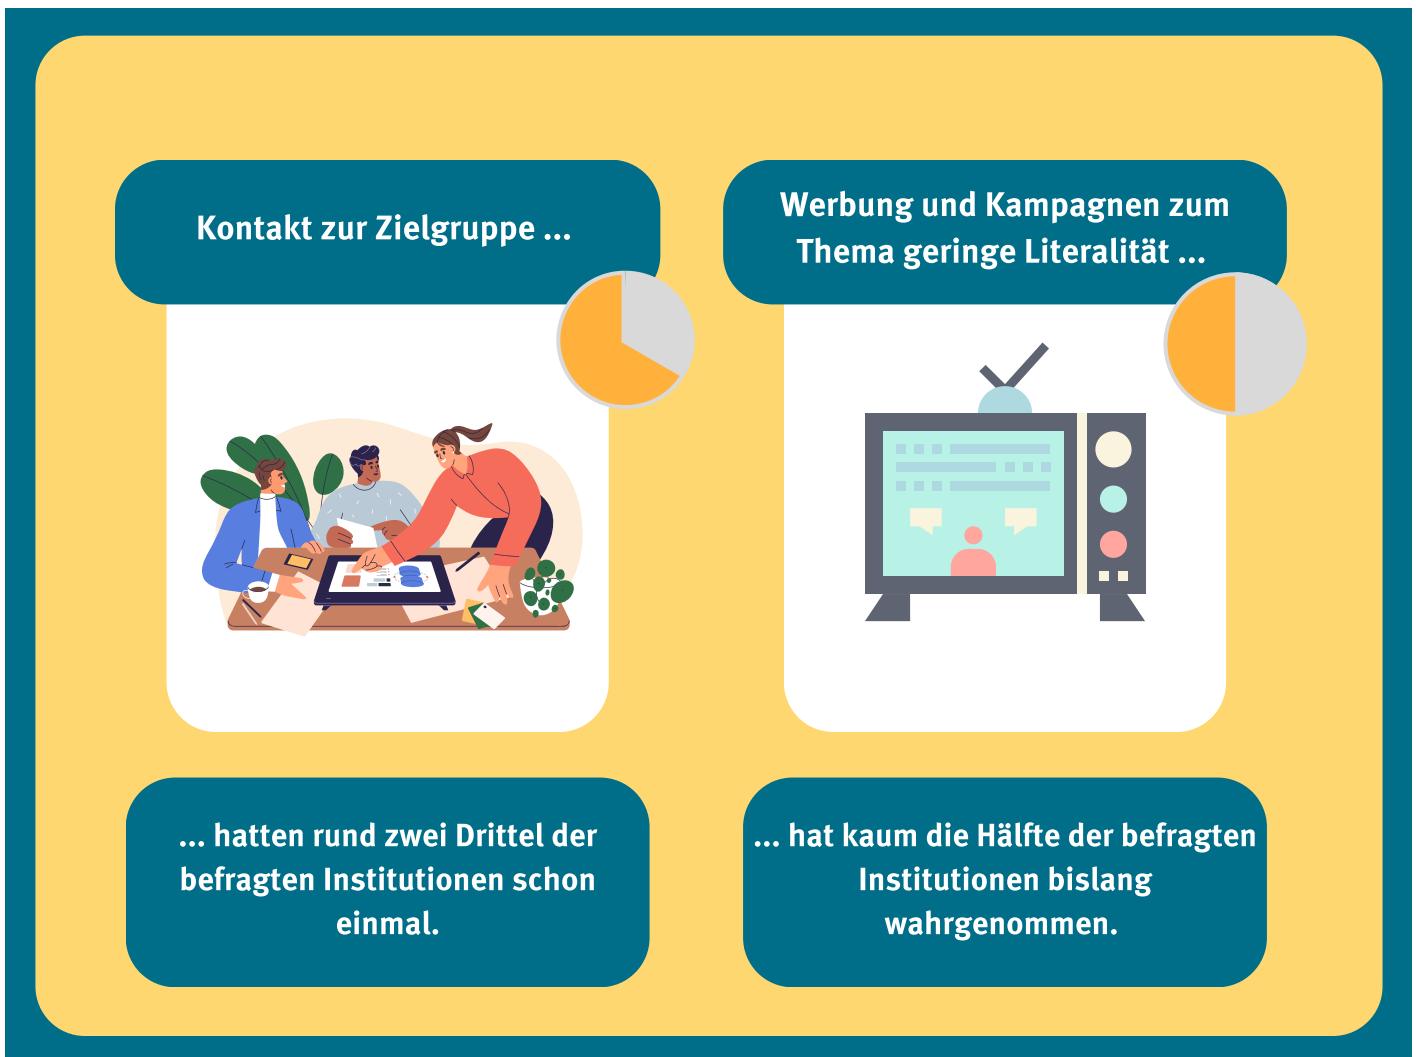 Kontakt zur Zielgruppe ...
Werbung und Kampagnen zum
Thema geringe Literalität ...
... hatten rund zwei Drittel der
befragten Institutionen schon
einmal.
... hat kaum die Hälfte der befragten
Institutionen bislang
wahrgenommen.